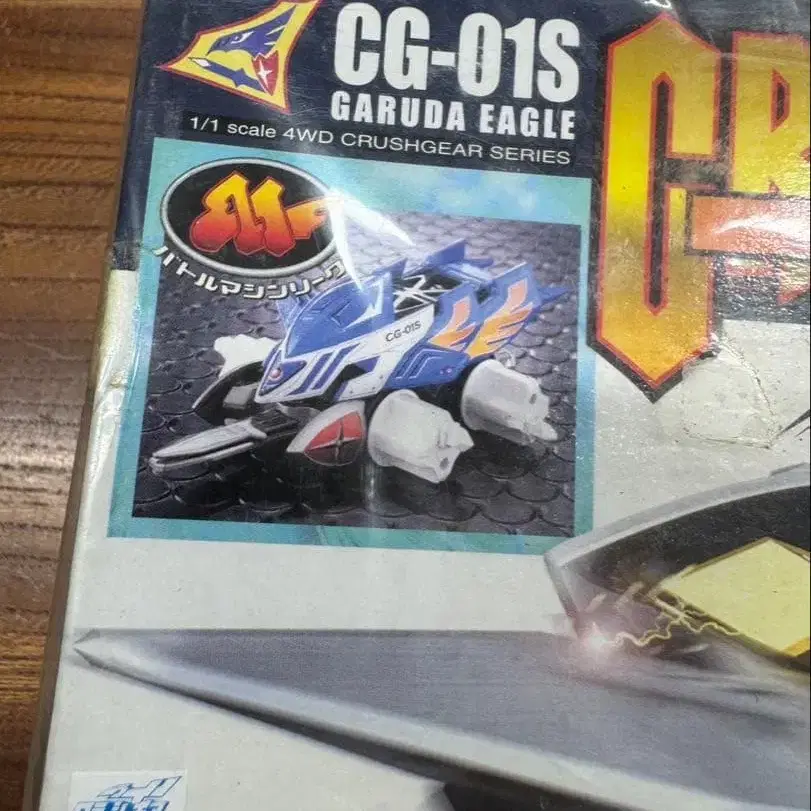 CG-01S
GARUDA EAGLE
1/1 scale 4WD CRUSHGEAR SERIES
バトルマシンリーグ
CG-01S